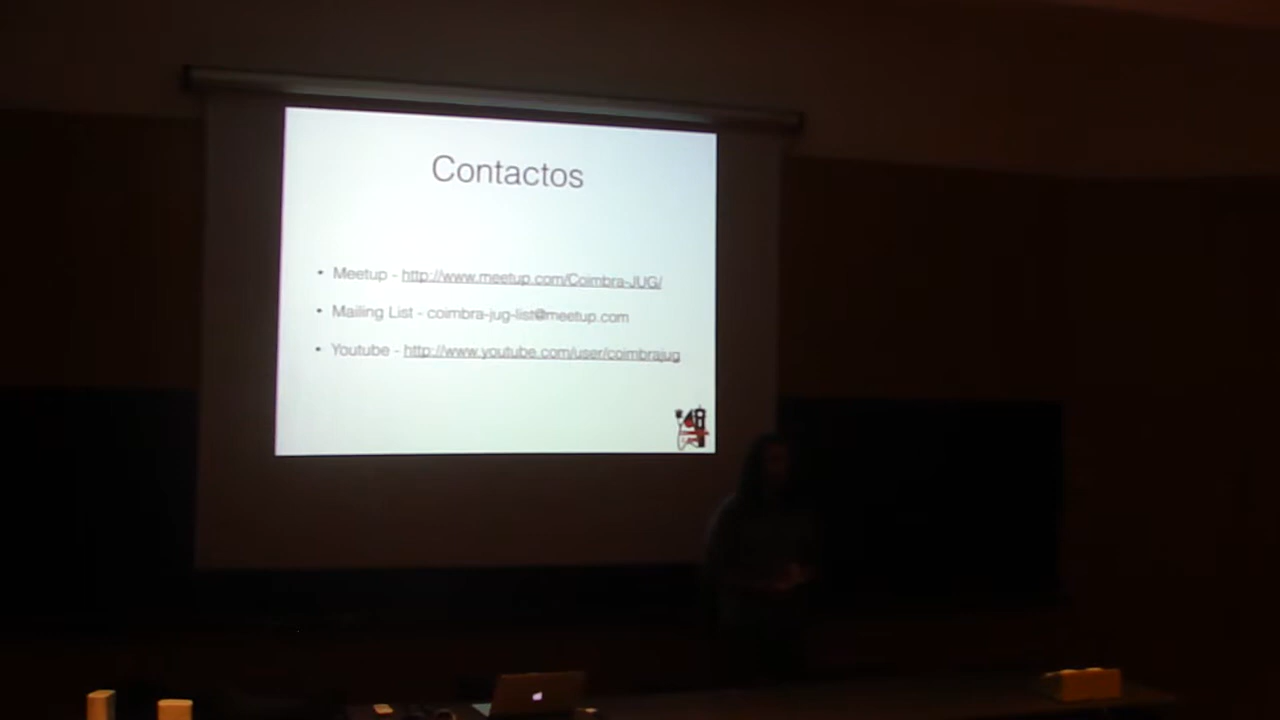 Contactos
• Meetup - http://www.meetup.com/Coimbra-JUG/
• Mailing List - coimbra-jug-list@meetup.com
• Youtube - http://www.youtube.com/user/coimbrajug